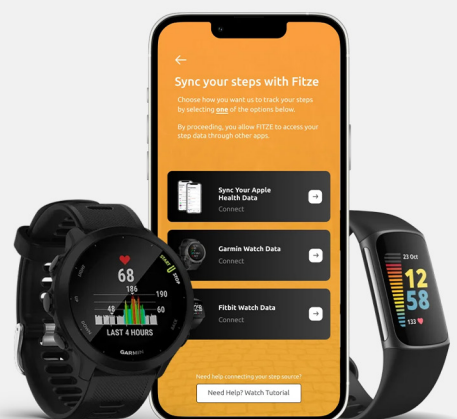 Sync your steps with Fitze
Choose how you want us to track your steps
by selecting one of the options below.
By proceeding, you allow FITZE to access your
step data through other apps.
Sync Your Apple
Health Data
Connect
Garmin Watch Data
Connect
Fitbit Watch Data
Connect
Need help connecting your step source?
Need Help? Watch Tutorial
START
STOP
68
186
190
48
60
LAST 4 HOURS
GARMIN
23 Oct
12
58
133